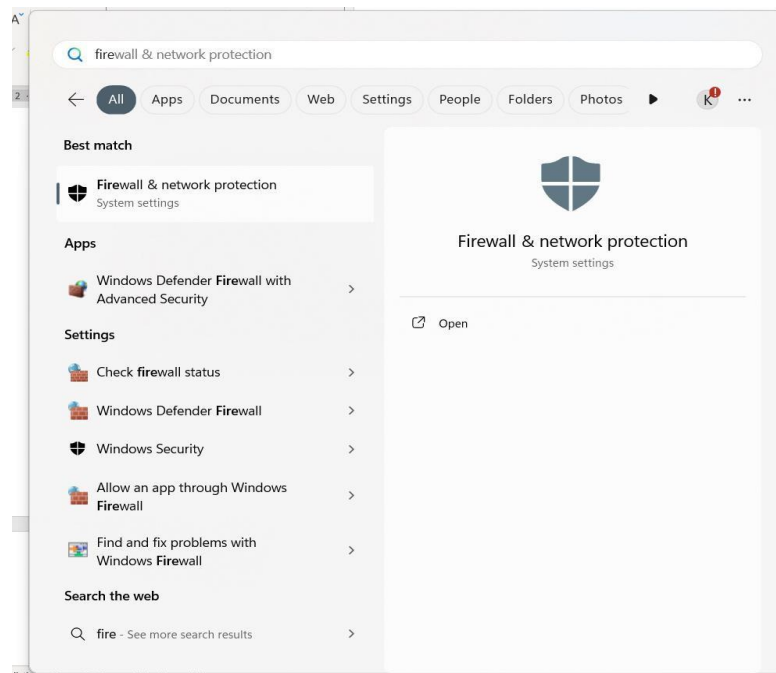 A
firewall & network protection
2
All Apps Documents Web Settings People Folders Photos
K
Best match
Firewall & network protection
System settings
Apps
Windows Defender Firewall with
Advanced Security
Settings
Check firewall status
Windows Defender Firewall
Windows Security
Allow an app through Windows
Firewall
Find and fix problems with
Windows Firewall
Search the web
fire - See more search results
Firewall & network protection
System settings
Open